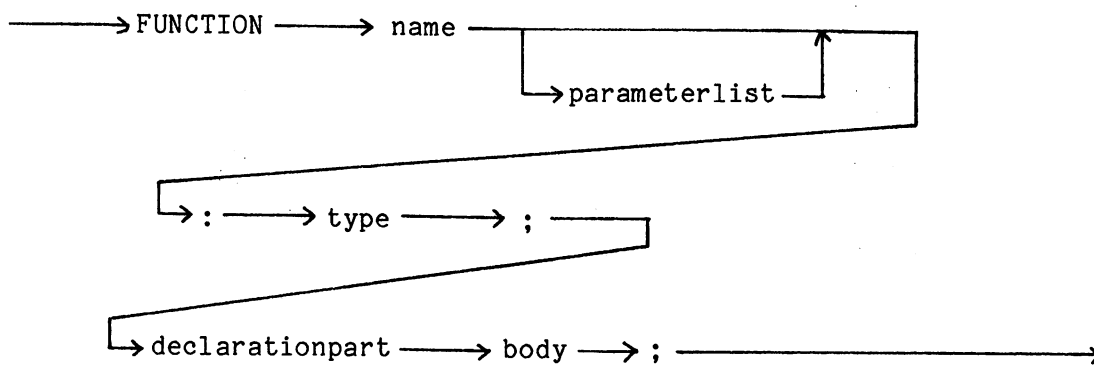 FUNCTION name
parameterlist
: type ;
declarationpart body ;